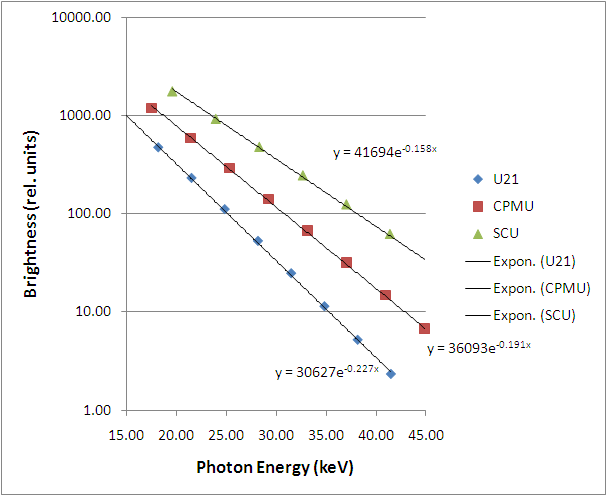 10000.00
1000.00
100.00
10.00
1.00
Brightness (rel. units)
15.00 20.00 25.00 30.00 35.00 40.00 45.00
Photon Energy (keV)
y = 41694e^-0.158x
y = 36093e^-0.191x
y = 30627e^-0.227x
U21
CPMU
SCU
Expon. (U21)
Expon. (CPMU)
Expon. (SCU)